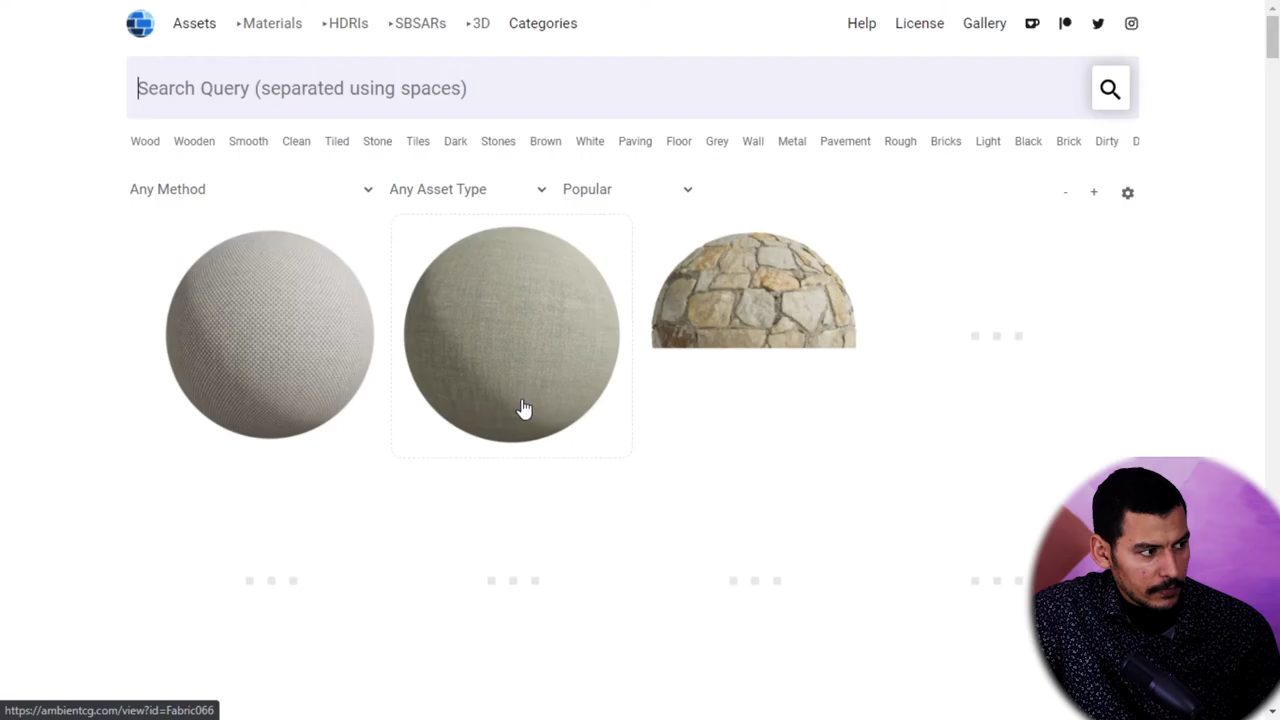 Assets ▸Materials ▸HDRIs ▸SBSARs ▸3D Categories Help License Gallery
Search Query (separated using spaces)
Wood Wooden Smooth Clean Tiled Stone Tiles Dark Stones Brown White Paving Floor Grey Wall Metal Pavement Rough Bricks Light Black Brick Dirty D
Any Method Any Asset Type Popular - +
https://ambientcg.com/view?id=Fabric066